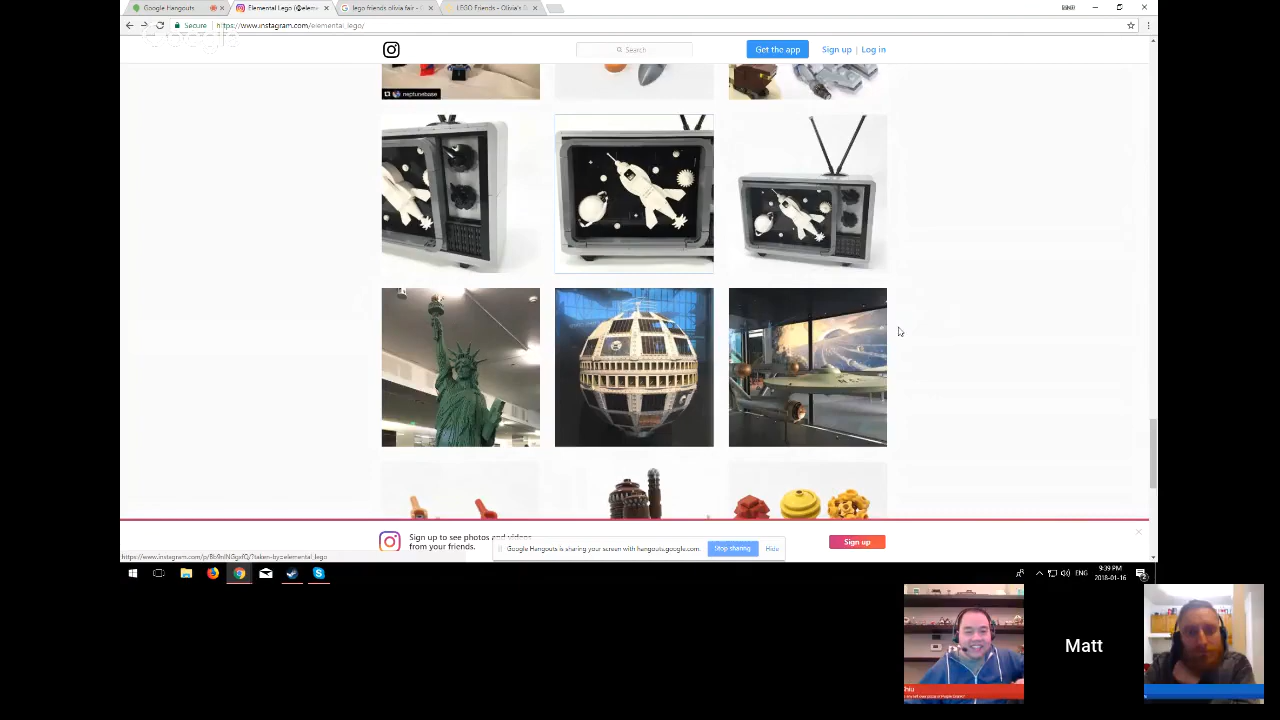 Google Hangouts
Elemental Lego (@elem
lego friends olivia fair -
LEGO Friends - Olivia's
Secure
https://www.instagram.com/elemental_lego/
Search
Get the app
Sign up | Log in
neptunebase
Sign up to see photos and videos
from your friends.
Google Hangouts is sharing your screen with hangouts.google.com.
Stop sharing
Hide
Sign up
ENG
9:39 PM
2018-01-16
Matt